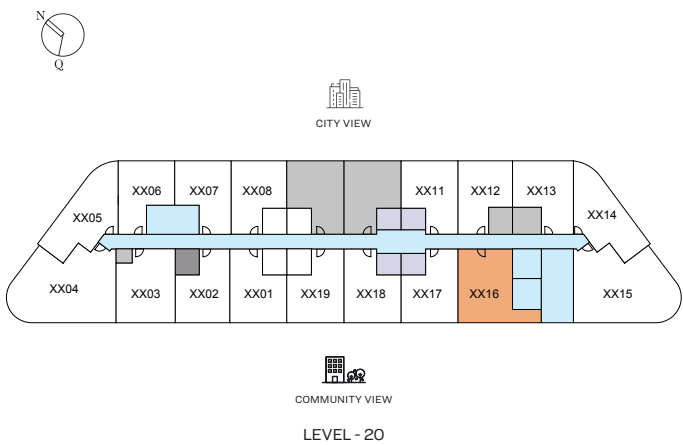 N
Q
CITY VIEW
XX06 XX07 XX08 XX11 XX12 XX13
XX05 XX14
XX04 XX03 XX02 XX01 XX19 XX18 XX17 XX16 XX15
COMMUNITY VIEW
LEVEL - 20